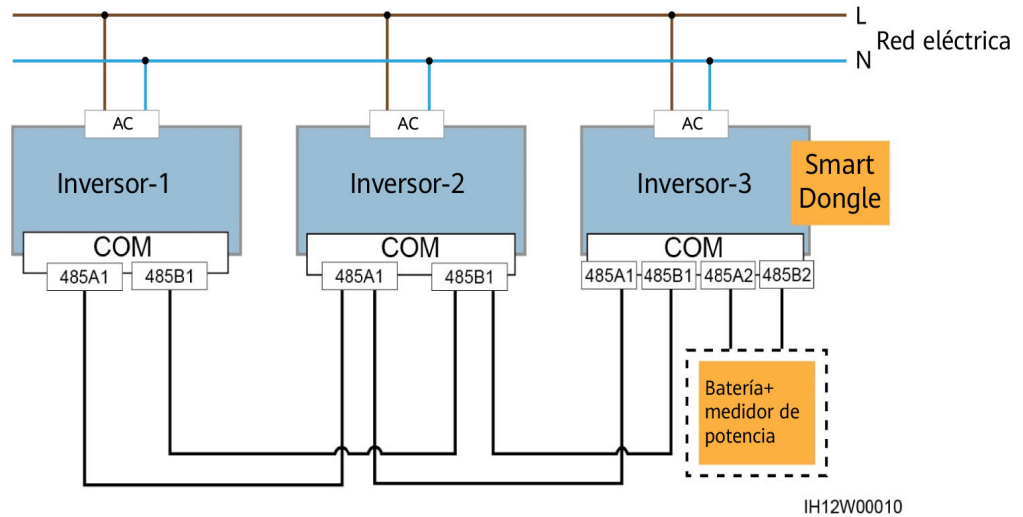 L
Red eléctrica
N
AC
AC
AC
Inversor-1
Inversor-2
Inversor-3
Smart
Dongle
COM
COM
COM
485A1
485B1
485A1
485B1
485A1
485B1
485A2
485B2
Batería+
medidor de
potencia
IH12W00010